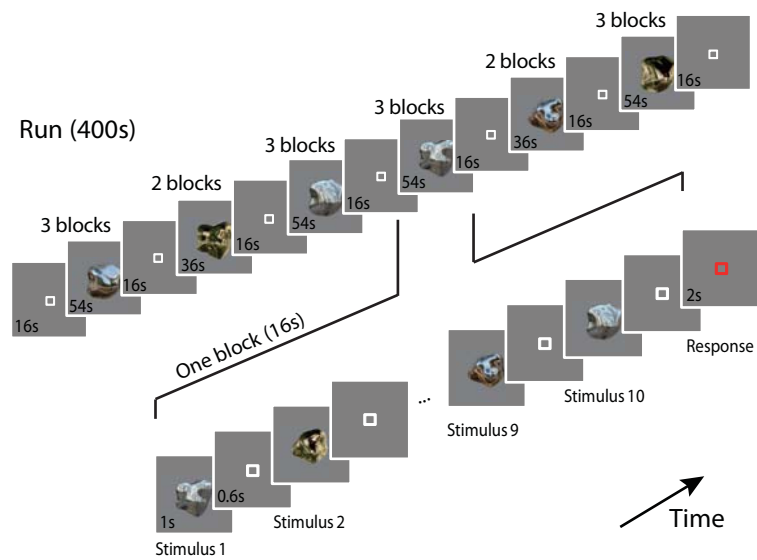 3 blocks
16s
2 blocks
54s
3 blocks
16s
Run (400s)
36s
3 blocks
16s
2 blocks
54s
3 blocks
16s
54s
16s
36s
16s
54s
16s
One block (16s)
2s
Response
Stimulus 10
...
Stimulus 9
0.6s
1s
Stimulus 2
Stimulus 1
Time